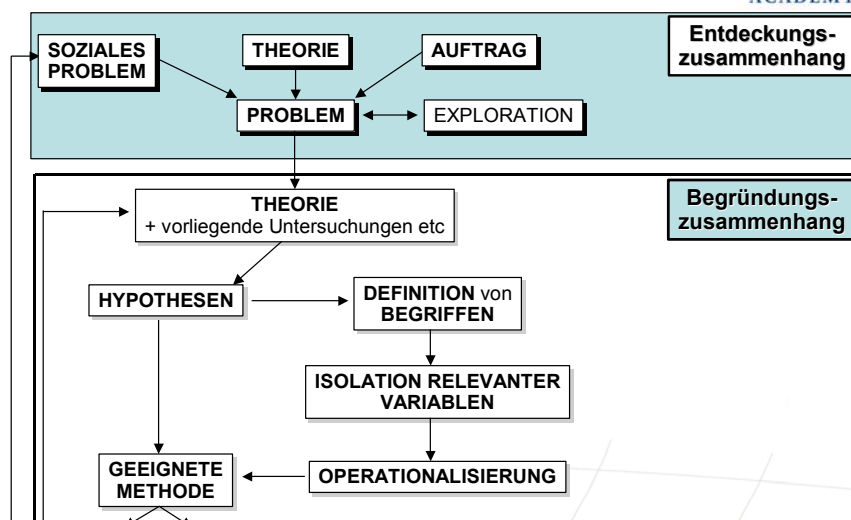 SOZIALES
PROBLEM
THEORIE
AUFTRAG
Entdeckungs-
zusammenhang
PROBLEM
EXPLORATION
THEORIE
+ vorliegende Untersuchungen etc
Begründungs-
zusammenhang
HYPOTHESEN
DEFINITION von
BEGRIFFEN
ISOLATION RELEVANTER
VARIABLEN
GEEIGNETE
METHODE
OPERATIONALISIERUNG